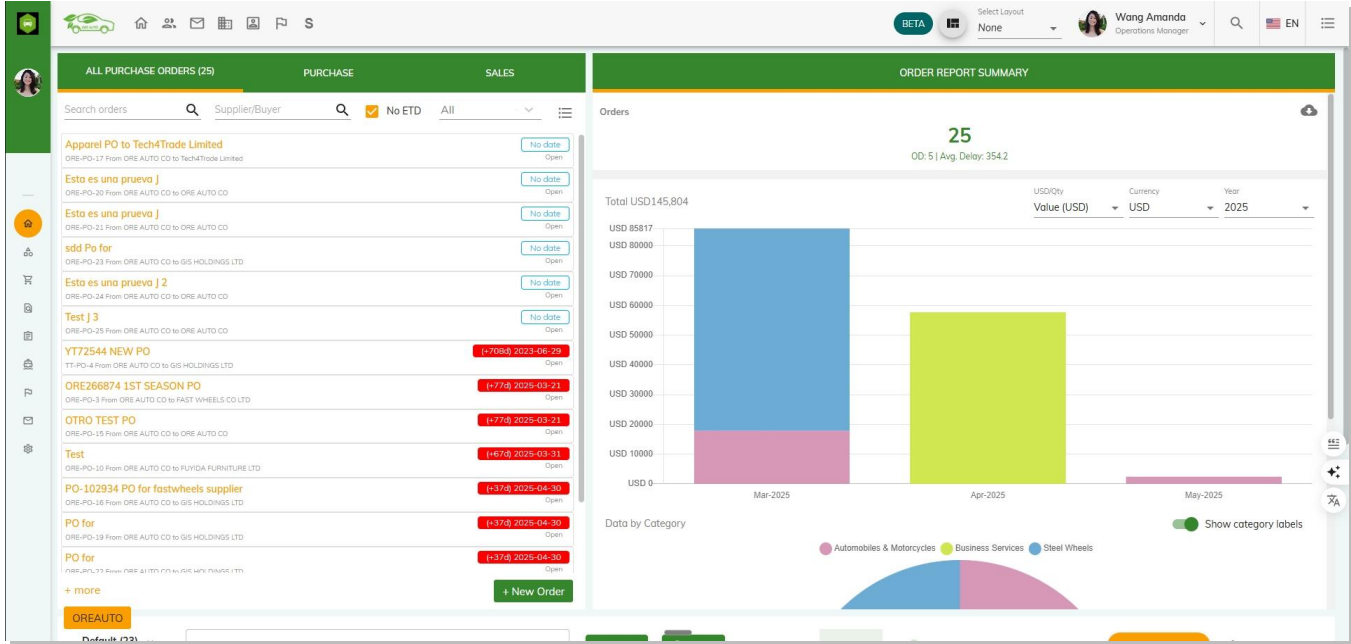 S
BETA
Select Layout
None
Wang Amanda
Operations Manager
EN
ALL PURCHASE ORDERS (25)
PURCHASE
SALES
Search orders
Supplier/Buyer
No ETD
All
Apparel PO to Tech4Trade Limited
No date
ORE-PO-17 From ORE AUTO CO to Tech4Trade Limited
Open
Esta es una prueva J
No date
ORE-PO-20 From ORE AUTO CO to ORE AUTO CO
Open
Esta es una prueva J
No date
ORE-PO-21 From ORE AUTO CO to ORE AUTO CO
Open
sdd Po for
No date
ORE-PO-23 From ORE AUTO CO to GIS HOLDINGS LTD
Open
Esta es una prueva J 2
No date
ORE-PO-24 From ORE AUTO CO to ORE AUTO CO
Open
Test J 3
No date
ORE-PO-25 From ORE AUTO CO to ORE AUTO CO
Open
YT72544 NEW PO
(+708d) 2023-06-29
TT-PO-4 From ORE AUTO CO to GIS HOLDINGS LTD
Open
ORE266874 1ST SEASON PO
(+77d) 2025-03-21
ORE-PO-3 From ORE AUTO CO to FAST WHEELS CO LTD
Open
OTRO TEST PO
(+77d) 2025-03-21
ORE-PO-15 From ORE AUTO CO to ORE AUTO CO
Open
Test
(+67d) 2025-03-31
ORE-PO-10 From ORE AUTO CO to FUYIDA FURNITURE LTD
Open
PO-102934 PO for fastwheels supplier
(+37d) 2025-04-30
ORE-PO-16 From ORE AUTO CO to GIS HOLDINGS LTD
Open
PO for
(+37d) 2025-04-30
ORE-PO-19 From ORE AUTO CO to GIS HOLDINGS LTD
Open
PO for
(+37d) 2025-04-30
ORE-PO-22 From ORE AUTO CO to GIS HOLDINGS LTD
Open
+ more
+ New Order
ORDER REPORT SUMMARY
Orders
25
OD: 5 | Avg. Delay: 354.2
Total USD145,804
USD/Qty
Value (USD)
Currency
USD
Year
2025
USD 85817
USD 80000
USD 70000
USD 60000
USD 50000
USD 40000
USD 30000
USD 20000
USD 10000
USD 0
Mar-2025
Apr-2025
May-2025
Data by Category
Show category labels
Automobiles & Motorcycles
Business Services
Steel Wheels
OREAUTO
Default (23)